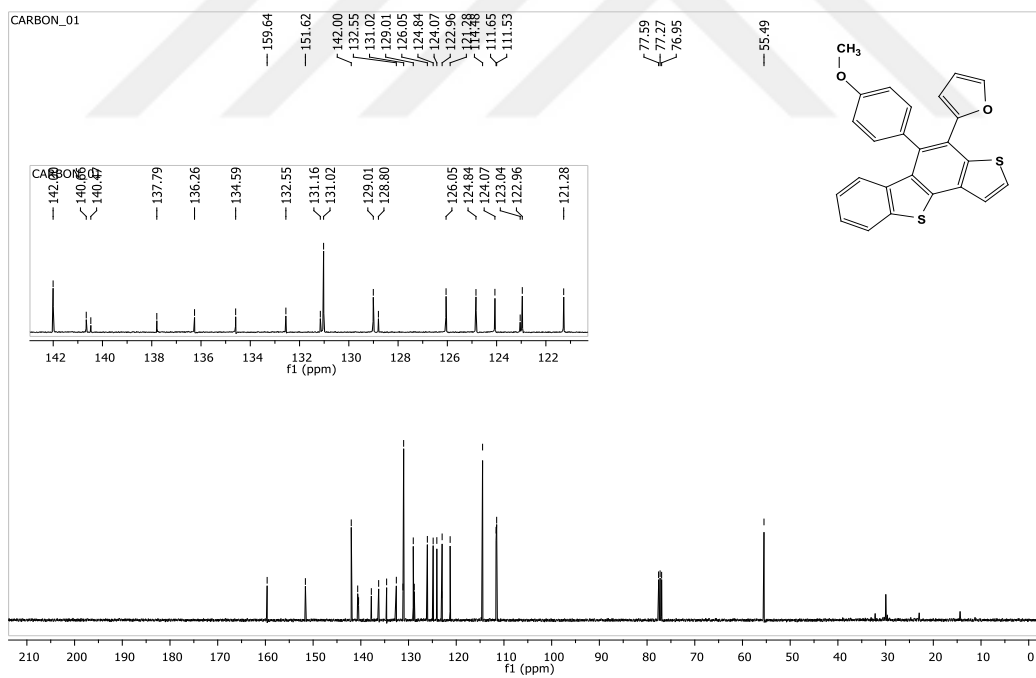 CARBON_01
159.64 151.62 142.00 132.55 131.02 129.01 126.05 124.84 124.07 122.96 121.28 114.48 111.65 111.53 77.59 77.27 76.95 55.49
CH3
O
O
S
S
CARBON_01
142.00 140.66 140.47 137.79 136.26 134.59 132.55 131.16 131.02 129.01 128.80 126.05 124.84 124.07 123.04 122.96 121.28
142 140 138 136 134 132 130 128 126 124 122
f1 (ppm)
210 200 190 180 170 160 150 140 130 120 110 100 90 80 70 60 50 40 30 20 10 0
f1 (ppm)